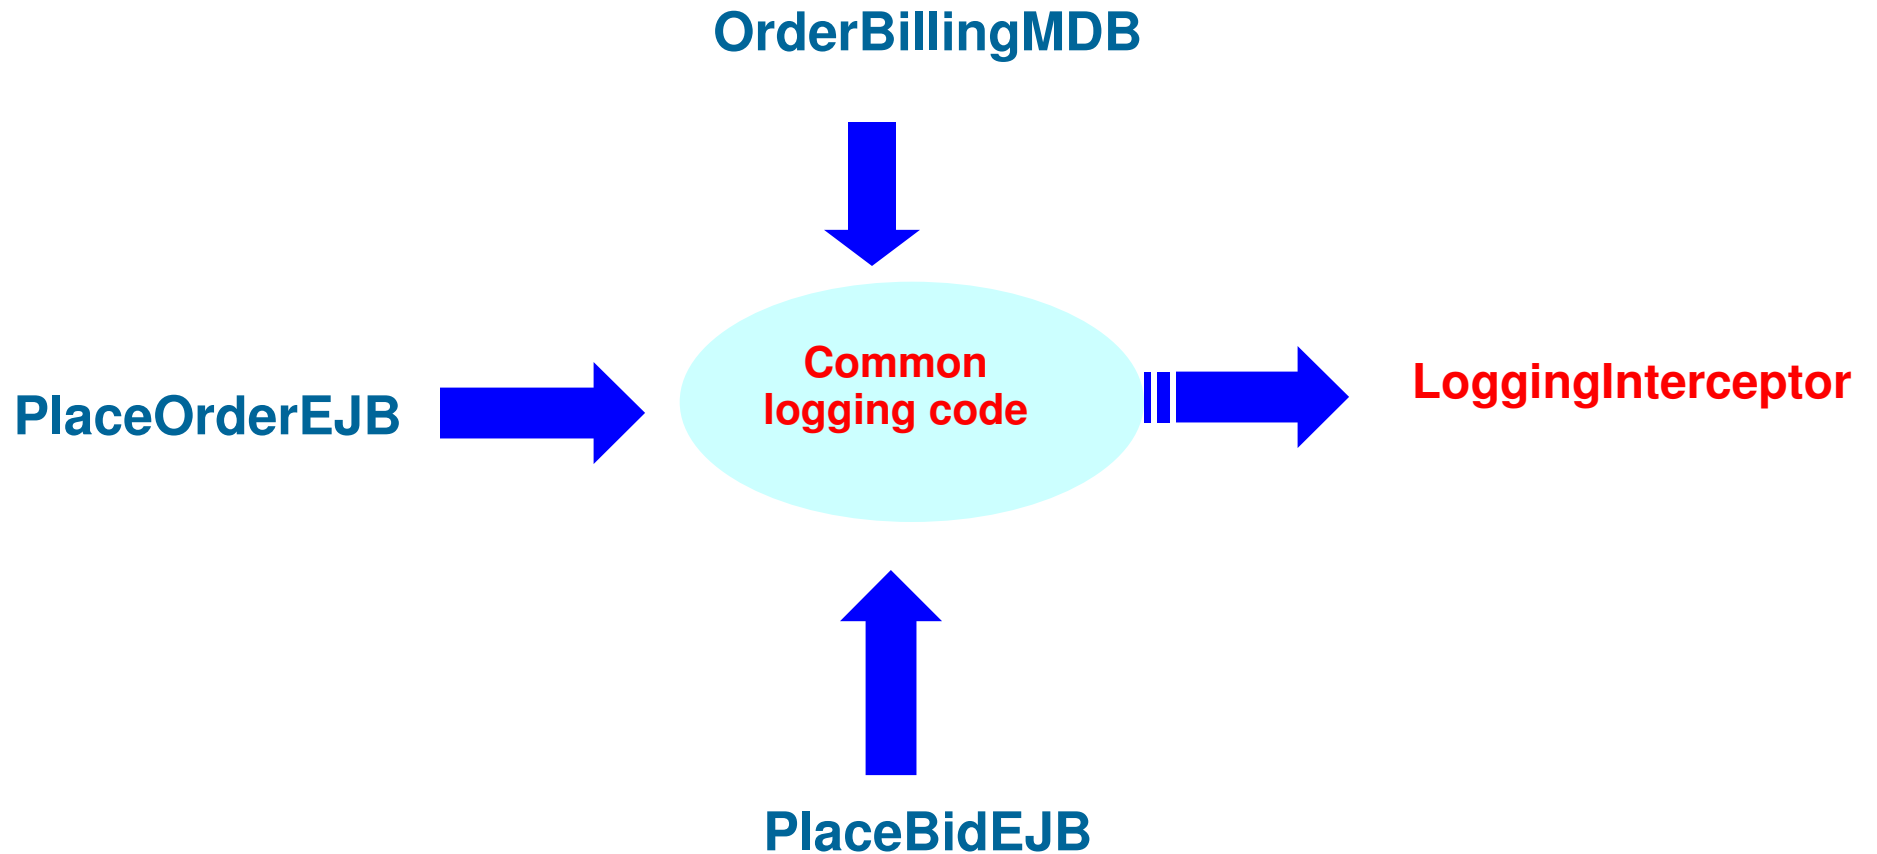 OrderBillingMDB
Common
logging code
LoggingInterceptor
PlaceOrderEJB
PlaceBidEJB